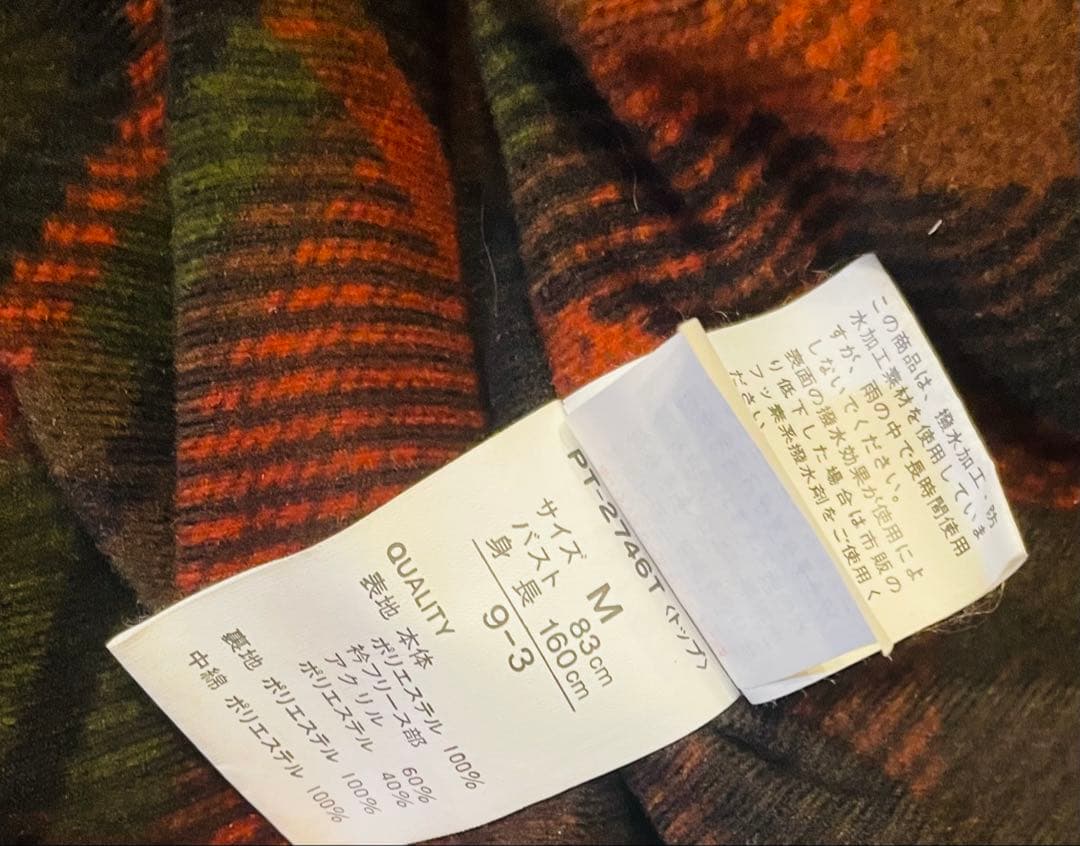 PT-2746T 〈トップ〉
サイズ M
バスト 83cm
身長 160cm
9-3
QUALITY
表地 本体
ポリエステル 100%
衿フリース部
アクリル 60%
ポリエステル 40%
裏地 ポリエステル 100%
中綿 ポリエステル 100%
この商品は、撥水加工、防
水加工素材を使用していま
すが、雨の中で長時間使用
しないでください。
表面の撥水効果が使用によ
り低下した場合は市販の
フッ素系撥水剤をご使用く
ださい。